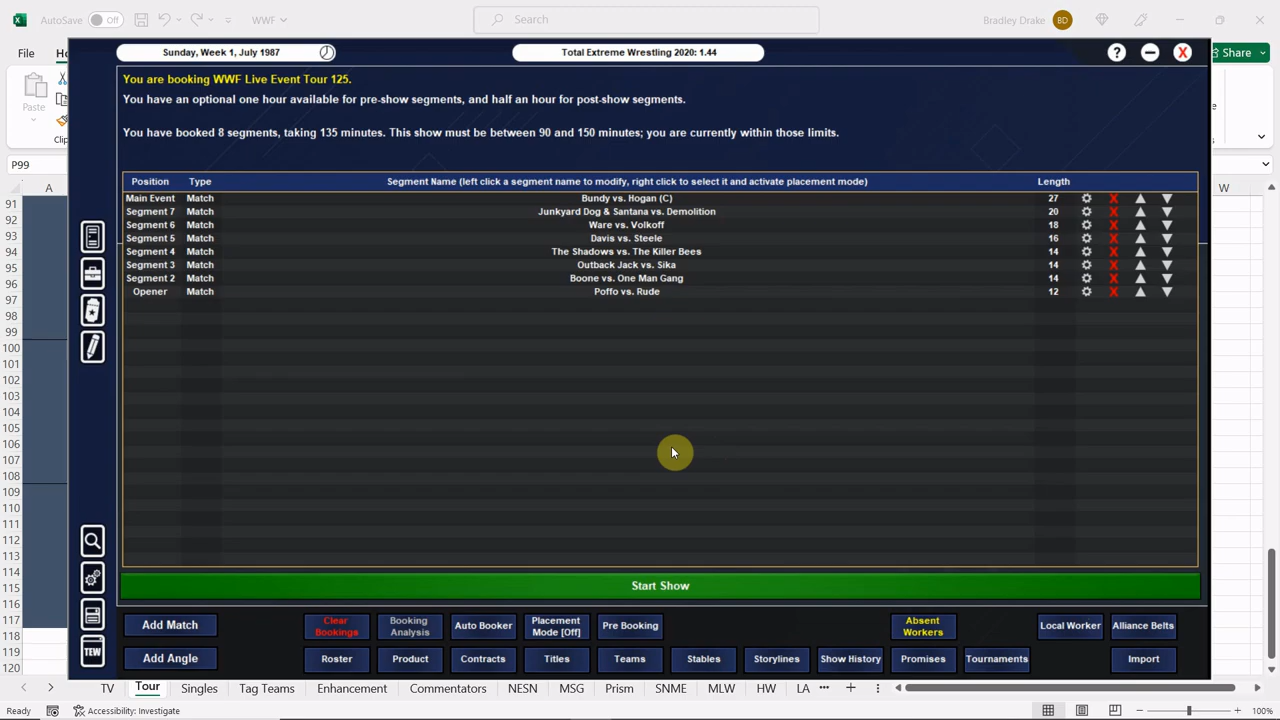 AutoSave Off WWF Search Bradley Drake BD
Sunday, Week 1, July 1987 Total Extreme Wrestling 2020: 1.44 ? X
File Share
You are booking WWF Live Event Tour 125.
You have an optional one hour available for pre-show segments, and half an hour for post-show segments.
Paste
You have booked 8 segments, taking 135 minutes. This show must be between 90 and 150 minutes; you are currently within those limits.
P99
Position Type Segment Name (left click a segment name to modify, right click to select it and activate placement mode) Length
A W
Main Event Match Bundy vs. Hogan (C) 27 X
Segment 7 Match Junkyard Dog & Santana vs. Demolition 20 X
Segment 6 Match Ware vs. Volkoff 18 X
Segment 5 Match Davis vs. Steele 16 X
Segment 4 Match The Shadows vs. The Killer Bees 14 X
Segment 3 Match Outback Jack vs. Sika 14 X
Segment 2 Match Boone vs. One Man Gang 14 X
Opener Match Poffo vs. Rude 12 X
91
92
93
94
95
96
97
98
99
100
101
102
103
104
105
106
107
108
109
110
111
112
113
114
115
116
117
118
119
120
Start Show
Add Match Clear Bookings Booking Analysis Auto Booker Placement Mode [Off] Pre Booking Absent Workers Local Worker Alliance Belts
TEW Add Angle Roster Product Contracts Titles Teams Stables Storylines Show History Promises Tournaments Import
TV Tour Singles Tag Teams Enhancement Commentators NESN MSG Prism SNME MLW HW LA
Ready Accessibility: Investigate 100%